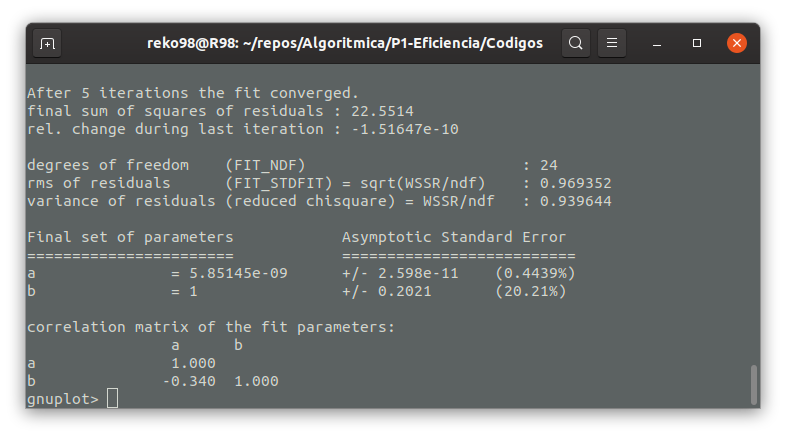 reko98@R98: ~/repos/Algoritmica/P1-Eficiencia/Codigos
After 5 iterations the fit converged.
final sum of squares of residuals : 22.5514
rel. change during last iteration : -1.51647e-10
degrees of freedom    (FIT_NDF)                        : 24
rms of residuals      (FIT_STDFIT) = sqrt(WSSR/ndf)    : 0.969352
variance of residuals (reduced chisquare) = WSSR/ndf   : 0.939644
Final set of parameters            Asymptotic Standard Error
=======================            ==========================
a               = 5.85145e-09      +/- 2.598e-11    (0.4439%)
b               = 1                +/- 0.2021       (20.21%)
correlation matrix of the fit parameters:
                a      b
a               1.000
b              -0.340  1.000
gnuplot>